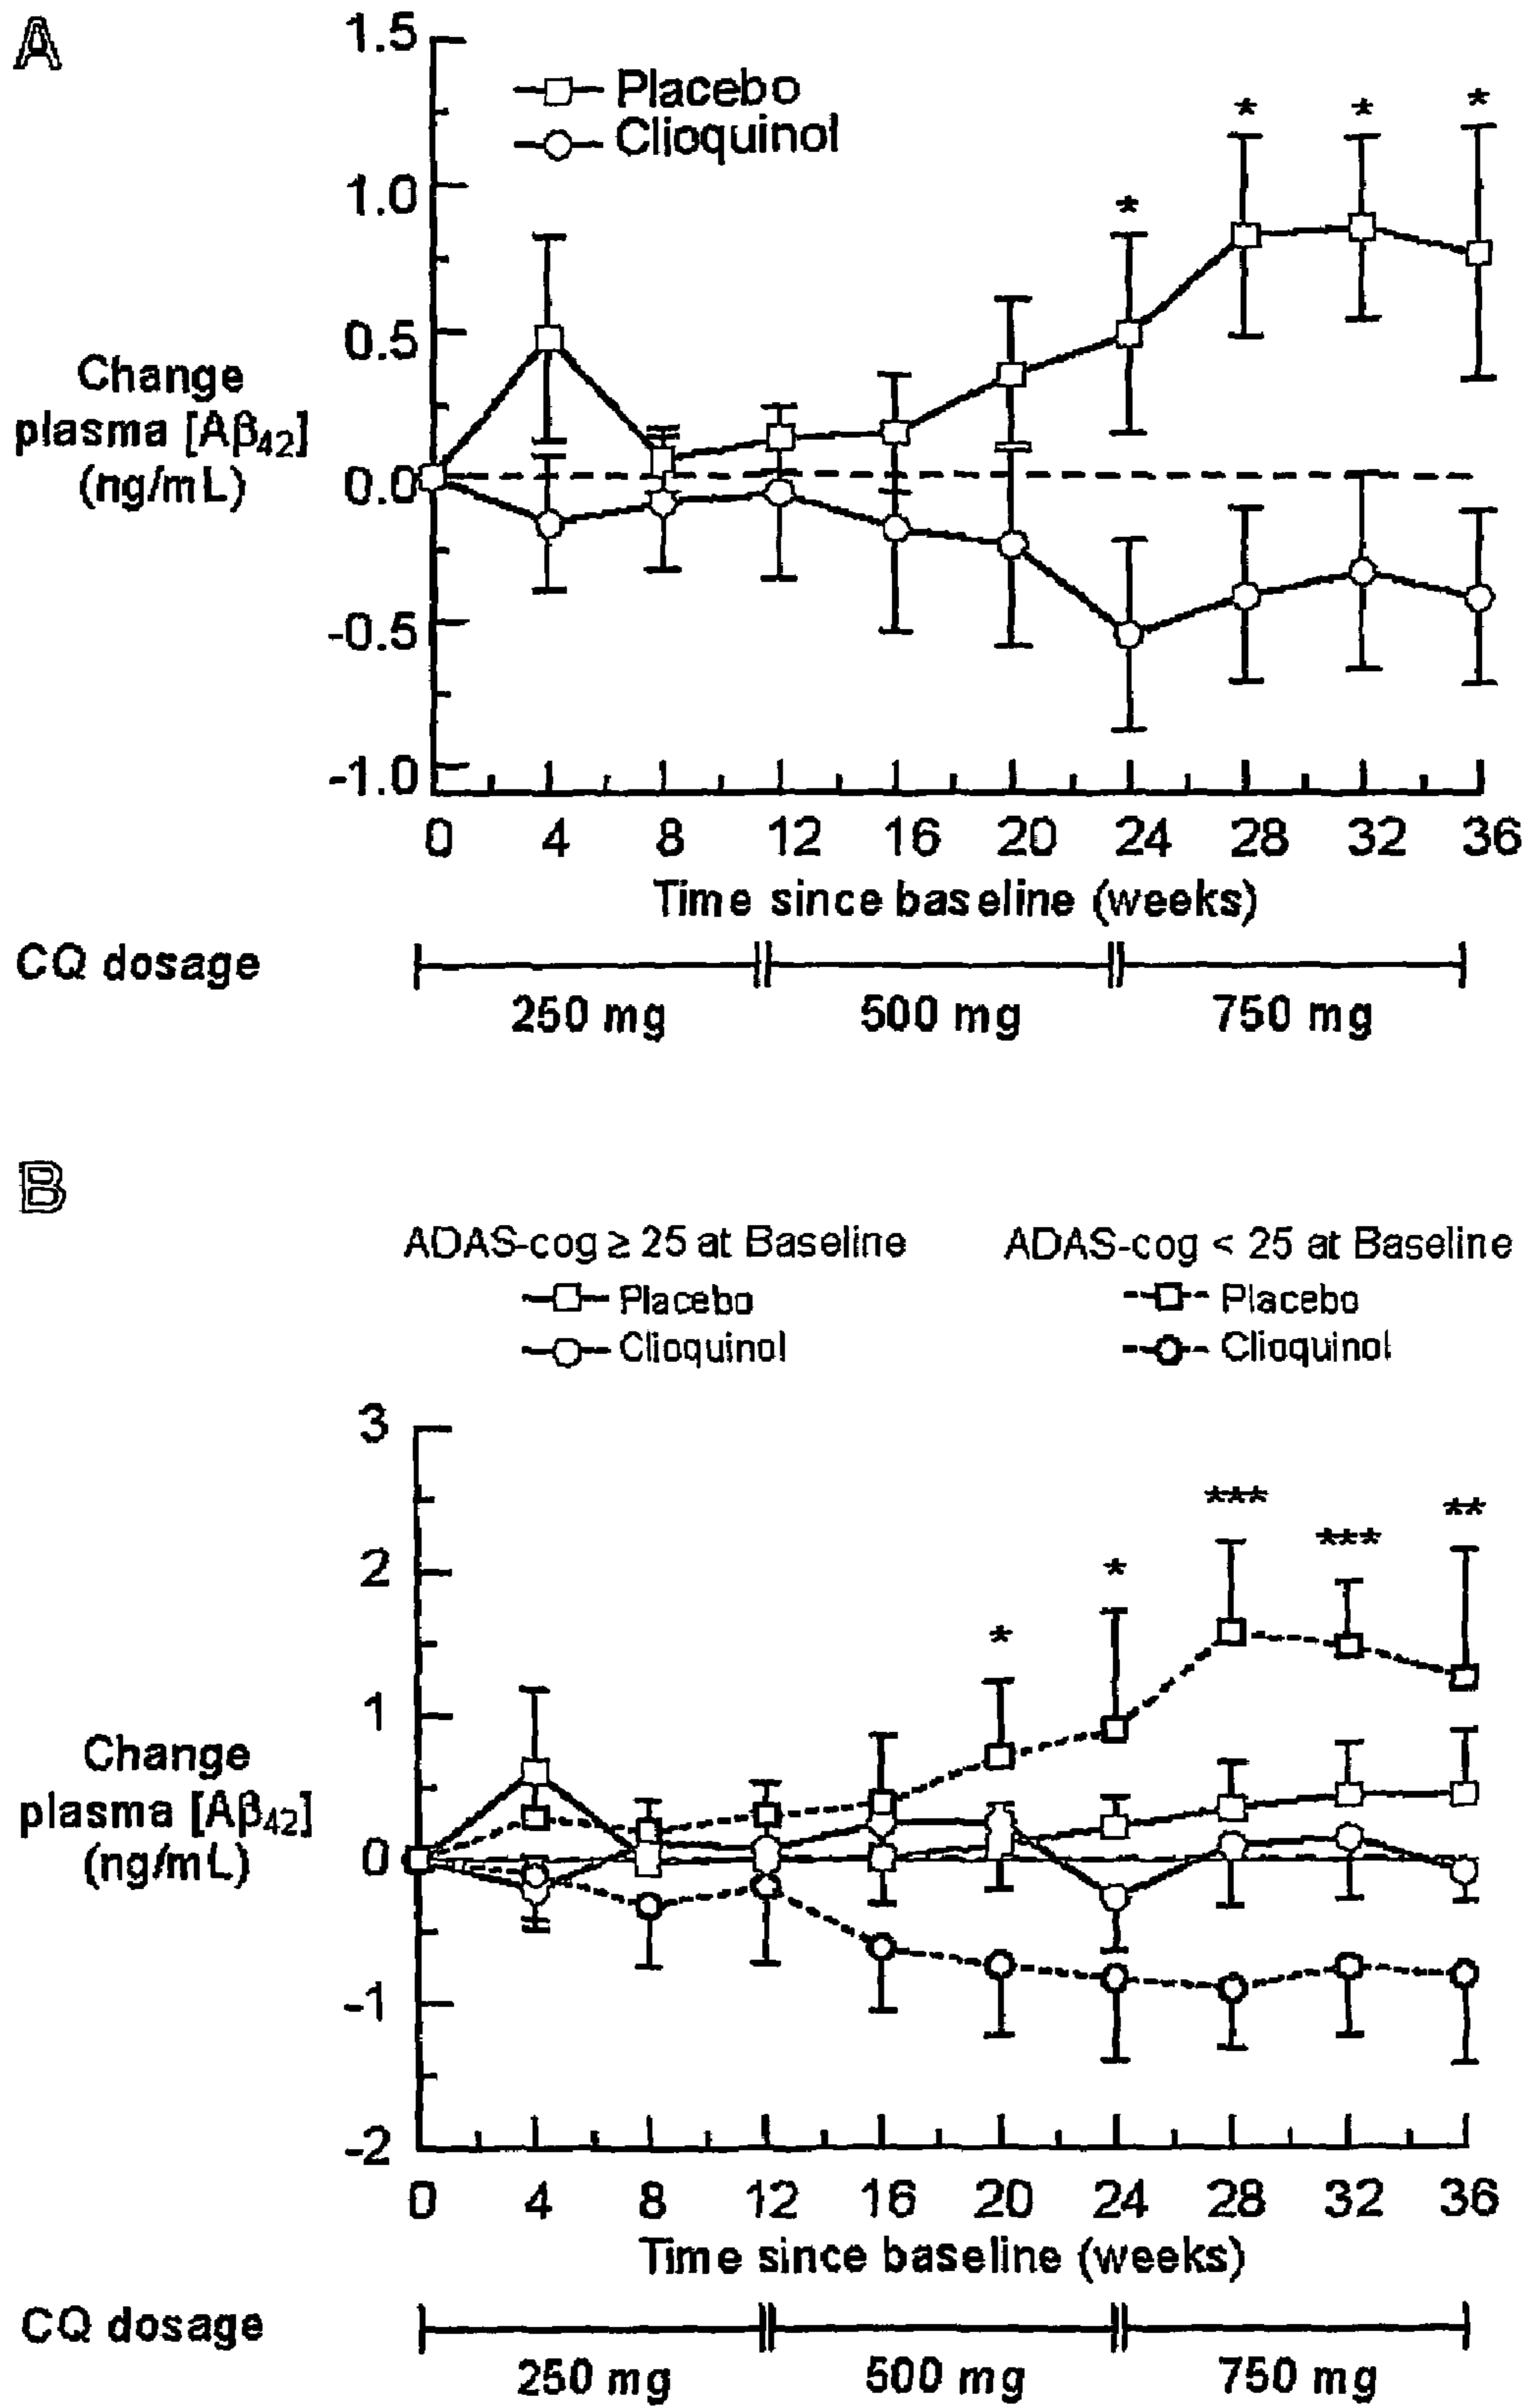 A
1.5
Placebo
Clioquinol
* * * *
1.0
0.5
Change
plasma [Aβ₄₂]
(ng/mL)
0.0
-0.5
-1.0
0 4 8 12 16 20 24 28 32 36
Time since baseline (weeks)
CQ dosage
250 mg 500 mg 750 mg
B
ADAS-cog ≥ 25 at Baseline ADAS-cog < 25 at Baseline
Placebo Placebo
Clioquinol Clioquinol
3
* * *** *** **
2
1
Change
plasma [Aβ₄₂]
(ng/mL)
0
-1
-2
0 4 8 12 16 20 24 28 32 36
Time since baseline (weeks)
CQ dosage
250 mg 500 mg 750 mg